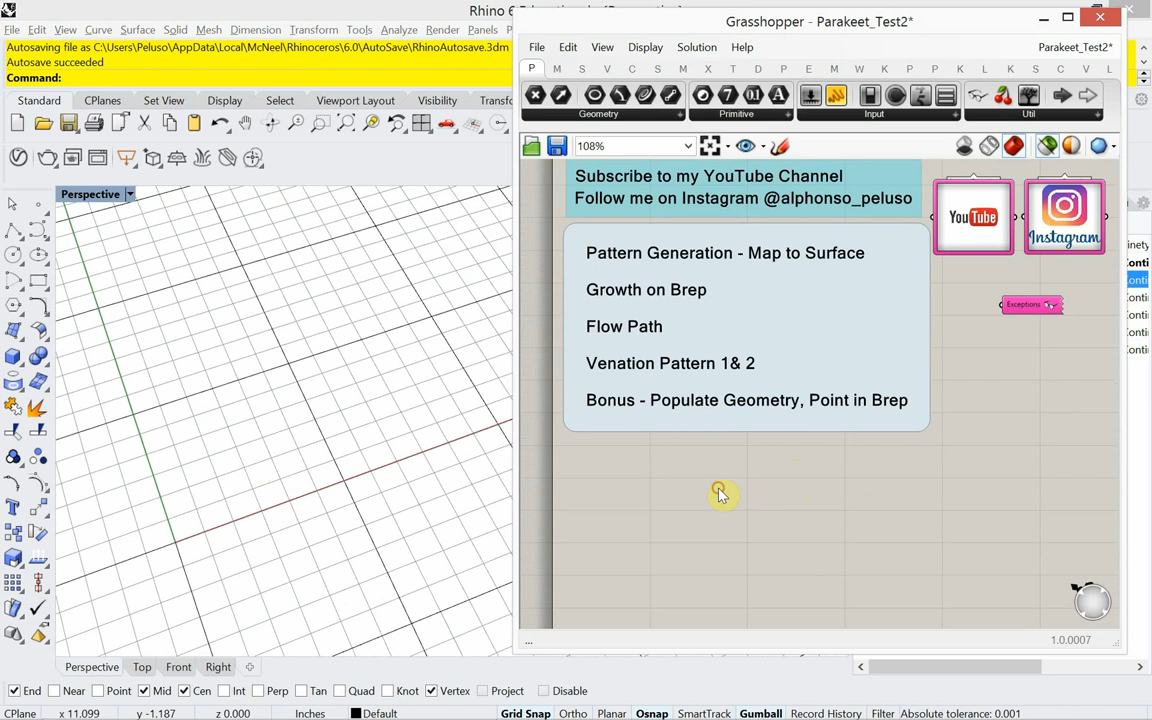 Grasshopper - Parakeet_Test2*
File Edit View Curve Surface Solid Mesh Dimension Transform Tools Analyze Render Panels
Autosaving file as C:\Users\Peluso\AppData\Local\McNeel\Rhinoceros\6.0\AutoSave\RhinoAutosave.3dm
Autosave succeeded
Command:
Standard CPlanes Set View Display Select Viewport Layout Visibility
File Edit View Display Solution Help Parakeet_Test2*
P M S V C S M X T D P E M W K P P K L K S C V L
Geometry Primitive Input Util
108%
Perspective
Subscribe to my YouTube Channel
Follow me on Instagram @alphonso_peluso
YouTube
Instagram
Pattern Generation - Map to Surface
Growth on Brep
Flow Path
Venation Pattern 1& 2
Bonus - Populate Geometry, Point in Brep
Exceptions
...
1.0.0007
Perspective Top Front Right
End Near Point Mid Cen Int Perp Tan Quad Knot Vertex Project Disable
CPlane x 11.099 y -1.187 z 0.000 Inches Default Grid Snap Ortho Planar Osnap SmartTrack Gumball Record History Filter Absolute tolerance: 0.001